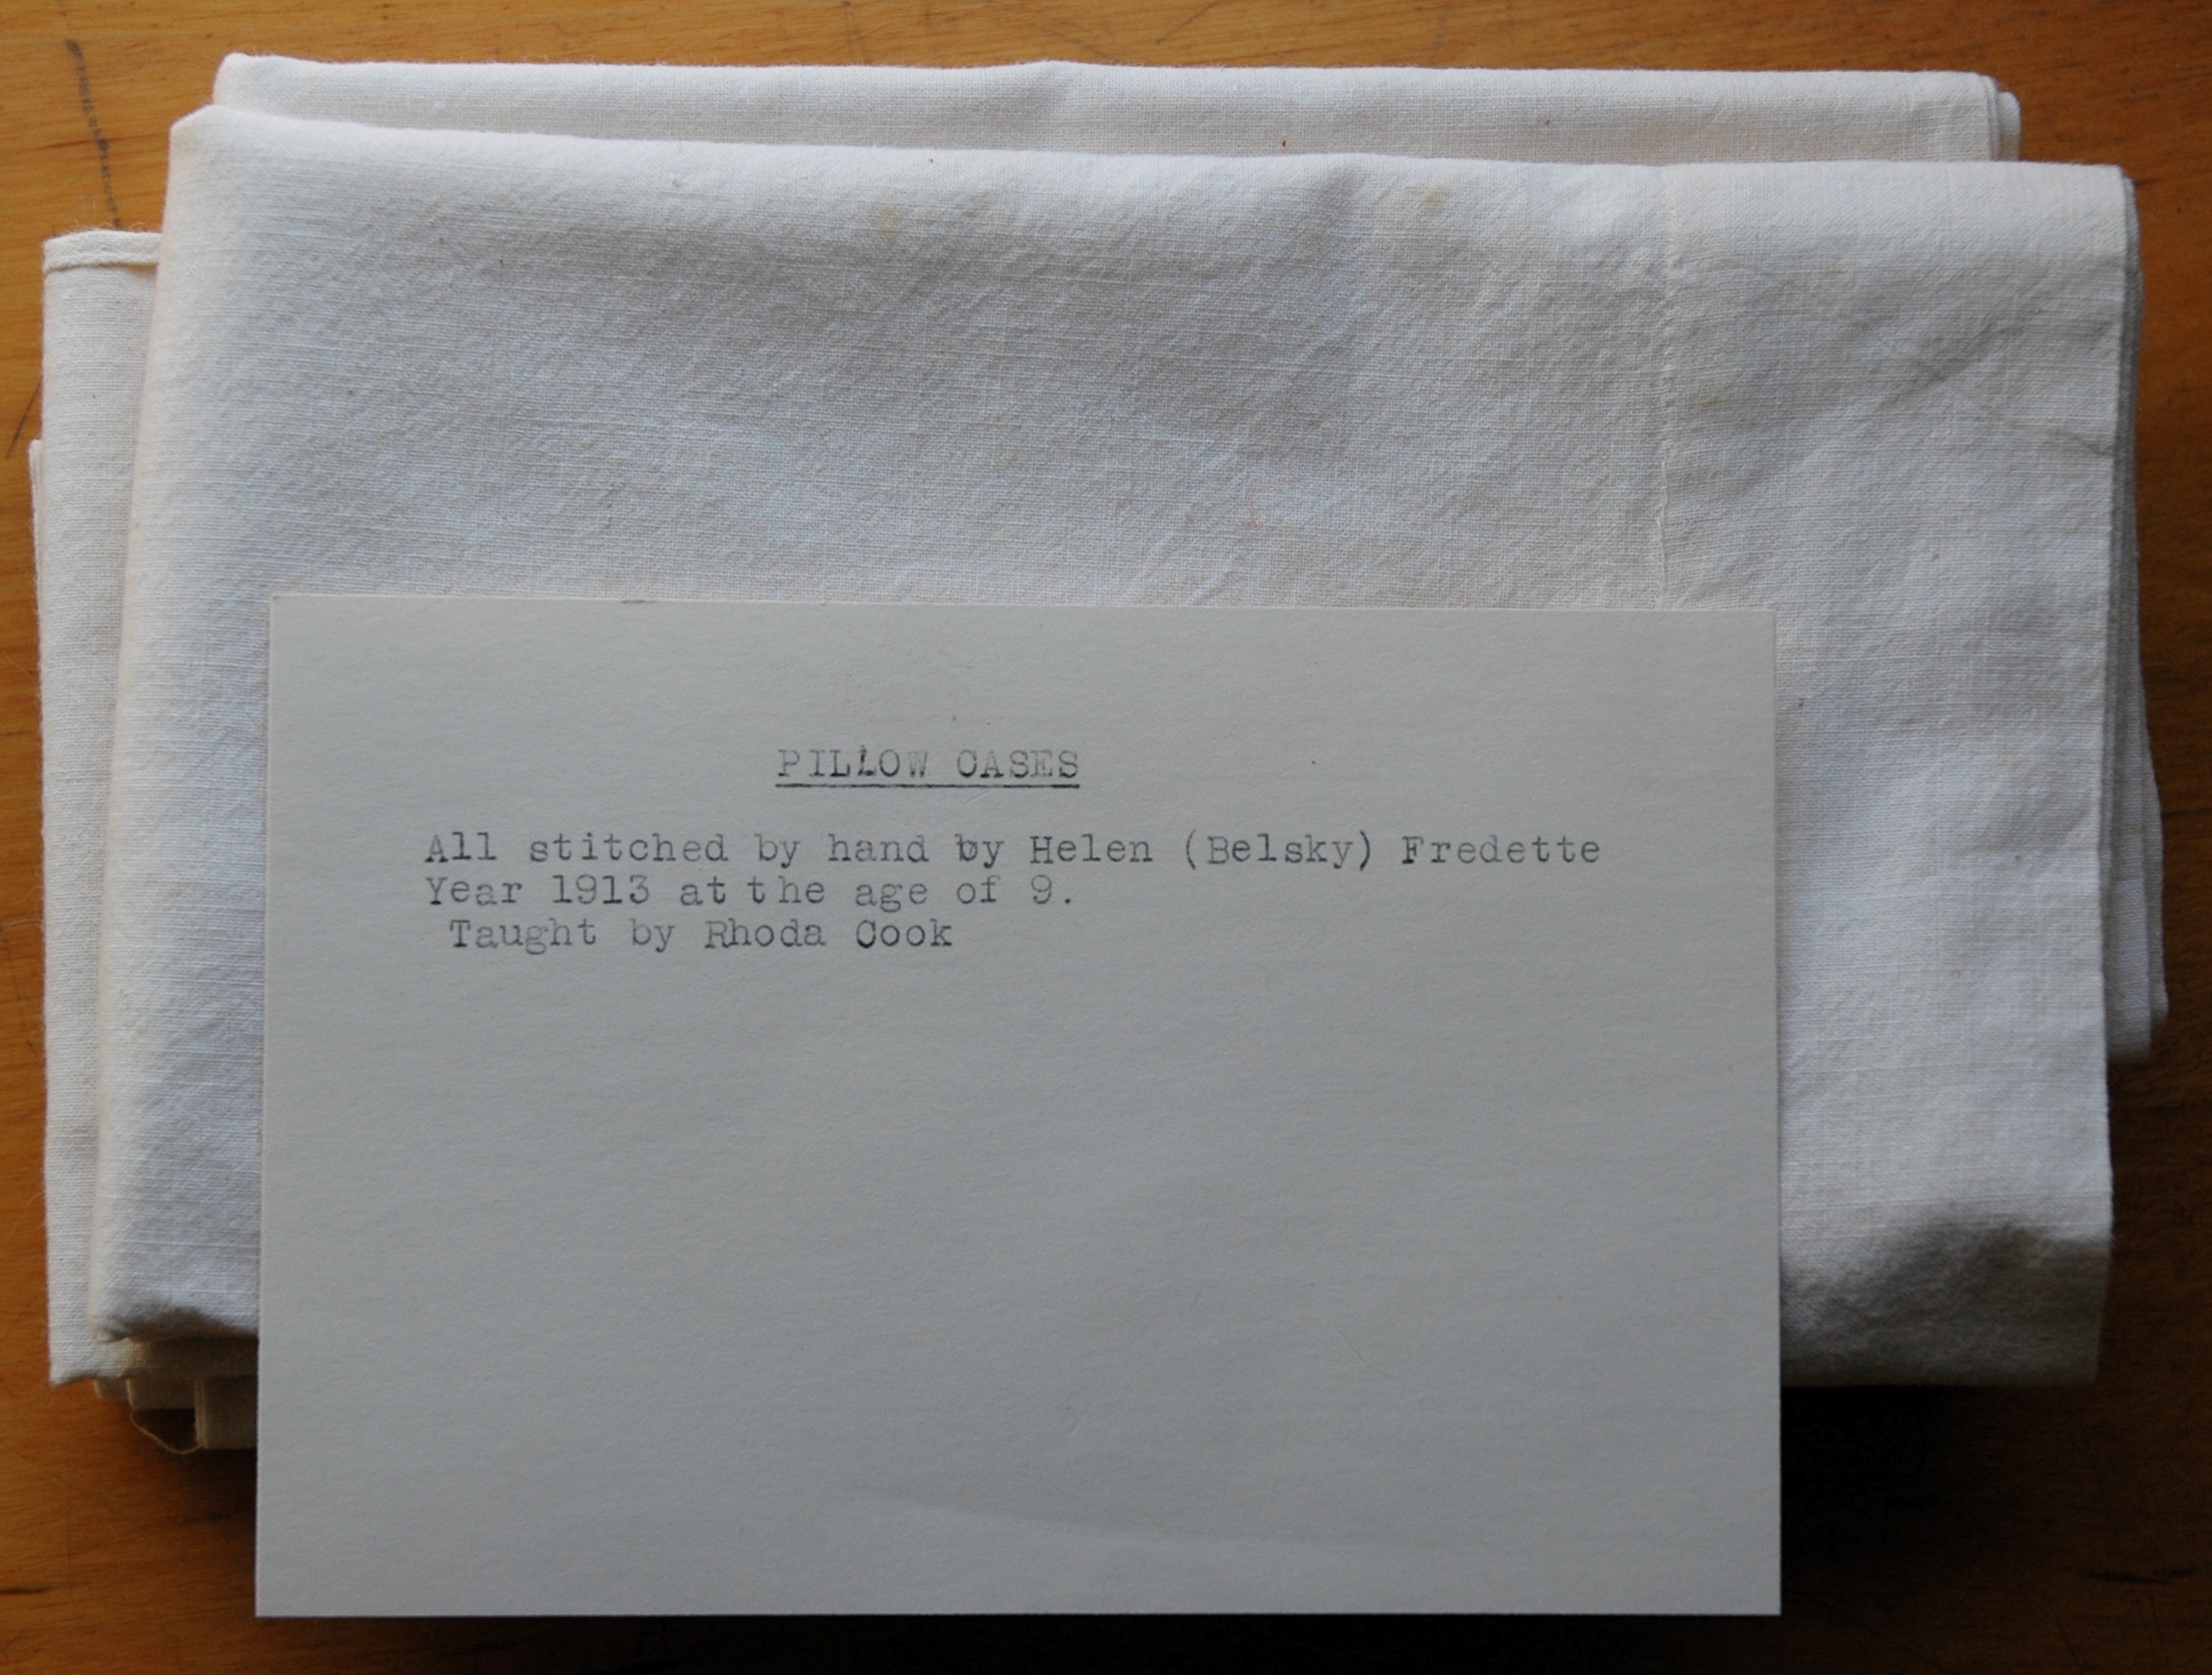 PILLOW CASES
All stitched by hand by Helen (Belsky) Fredette
Year 1913 at the age of 9.
Taught by Rhoda Cook